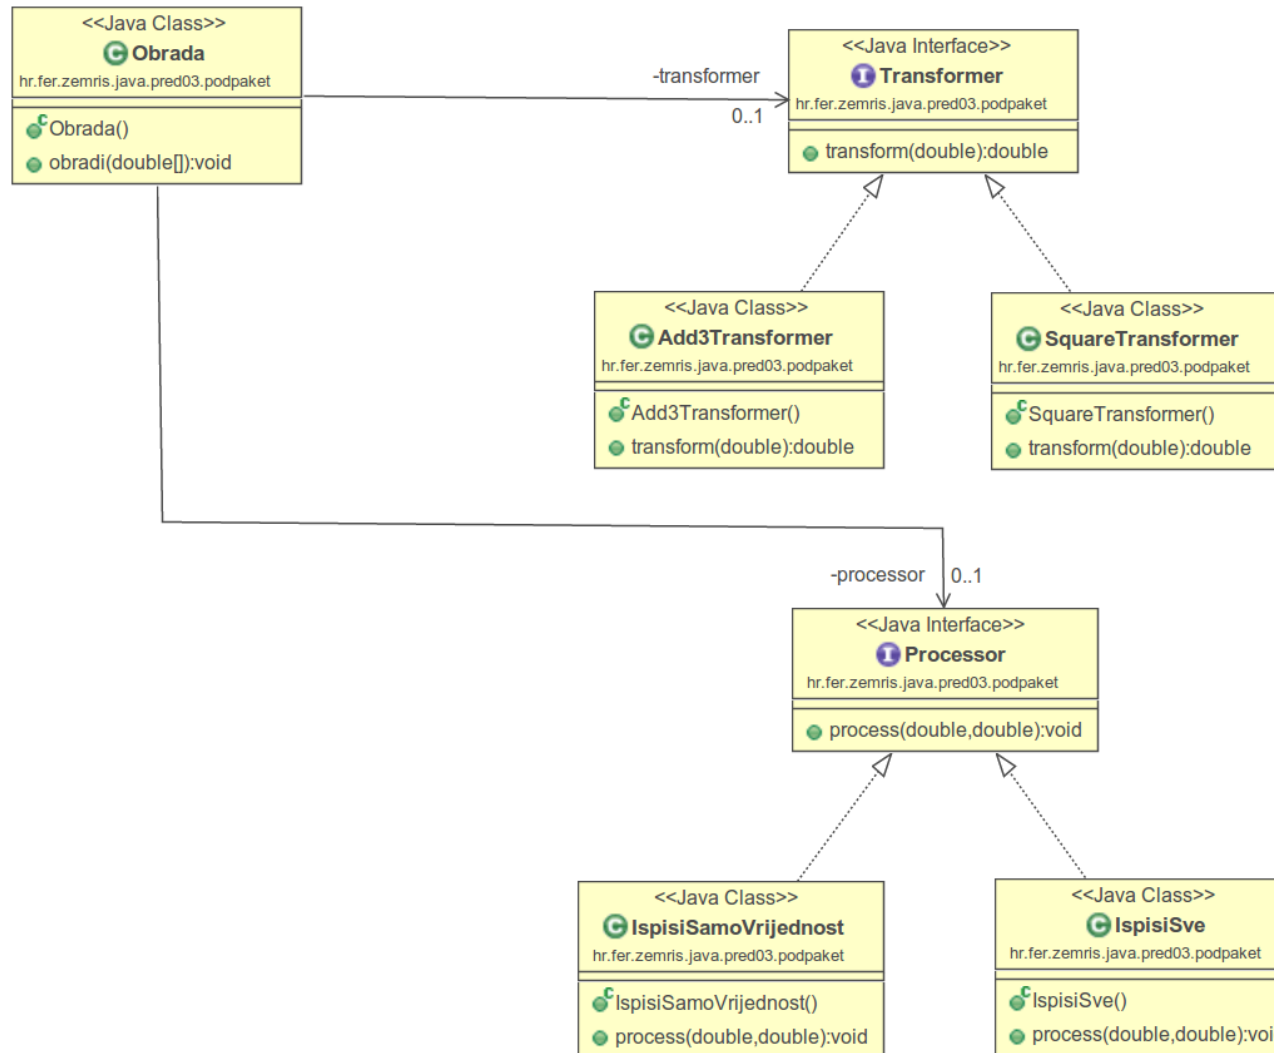 <<Java Class>>
Obrada
hr.fer.zemris.java.pred03.podpaket
Obrada()
obradi(double[]):void
-transformer
0..1
<<Java Interface>>
Transformer
hr.fer.zemris.java.pred03.podpaket
transform(double):double
<<Java Class>>
Add3Transformer
hr.fer.zemris.java.pred03.podpaket
Add3Transformer()
transform(double):double
<<Java Class>>
SquareTransformer
hr.fer.zemris.java.pred03.podpaket
SquareTransformer()
transform(double):double
-processor 0..1
<<Java Interface>>
Processor
hr.fer.zemris.java.pred03.podpaket
process(double,double):void
<<Java Class>>
IspisiSamoVrijednost
hr.fer.zemris.java.pred03.podpaket
IspisiSamoVrijednost()
process(double,double):void
<<Java Class>>
IspisiSve
hr.fer.zemris.java.pred03.podpaket
IspisiSve()
process(double,double):voi